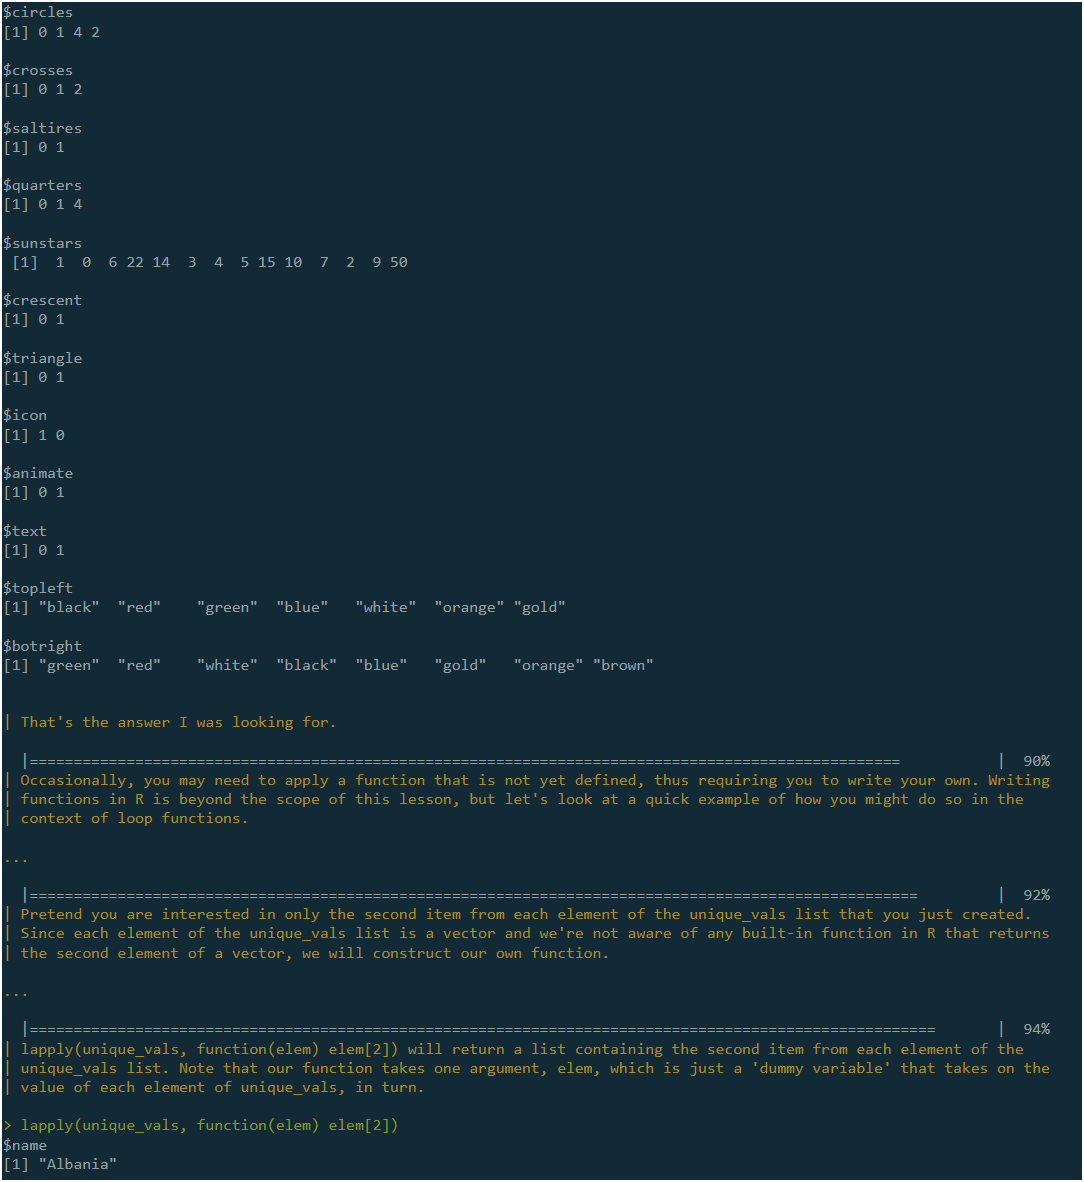 $circles
[1] 0 1 4 2
$crosses
[1] 0 1 2
$saltires
[1] 0 1
$quarters
[1] 0 1 4
$sunstars
 [1]  1  0  6 22 14  3  4  5 15 10  7  2  9 50
$crescent
[1] 0 1
$triangle
[1] 0 1
$icon
[1] 1 0
$animate
[1] 0 1
$text
[1] 0 1
$topleft
[1] "black"  "red"    "green"  "blue"   "white"  "orange" "gold"
$botright
[1] "green"  "red"    "white"  "black"  "blue"   "gold"   "orange" "brown"
| That's the answer I was looking for.
  |===================================================================================================           |  90%
| Occasionally, you may need to apply a function that is not yet defined, thus requiring you to write your own. Writing
| functions in R is beyond the scope of this lesson, but let's look at a quick example of how you might do so in the
| context of loop functions.
...
  |=====================================================================================================         |  92%
| Pretend you are interested in only the second item from each element of the unique_vals list that you just created.
| Since each element of the unique_vals list is a vector and we're not aware of any built-in function in R that returns
| the second element of a vector, we will construct our own function.
...
  |=======================================================================================================       |  94%
| lapply(unique_vals, function(elem) elem[2]) will return a list containing the second item from each element of the
| unique_vals list. Note that our function takes one argument, elem, which is just a 'dummy variable' that takes on the
| value of each element of unique_vals, in turn.
> lapply(unique_vals, function(elem) elem[2])
$name
[1] "Albania"